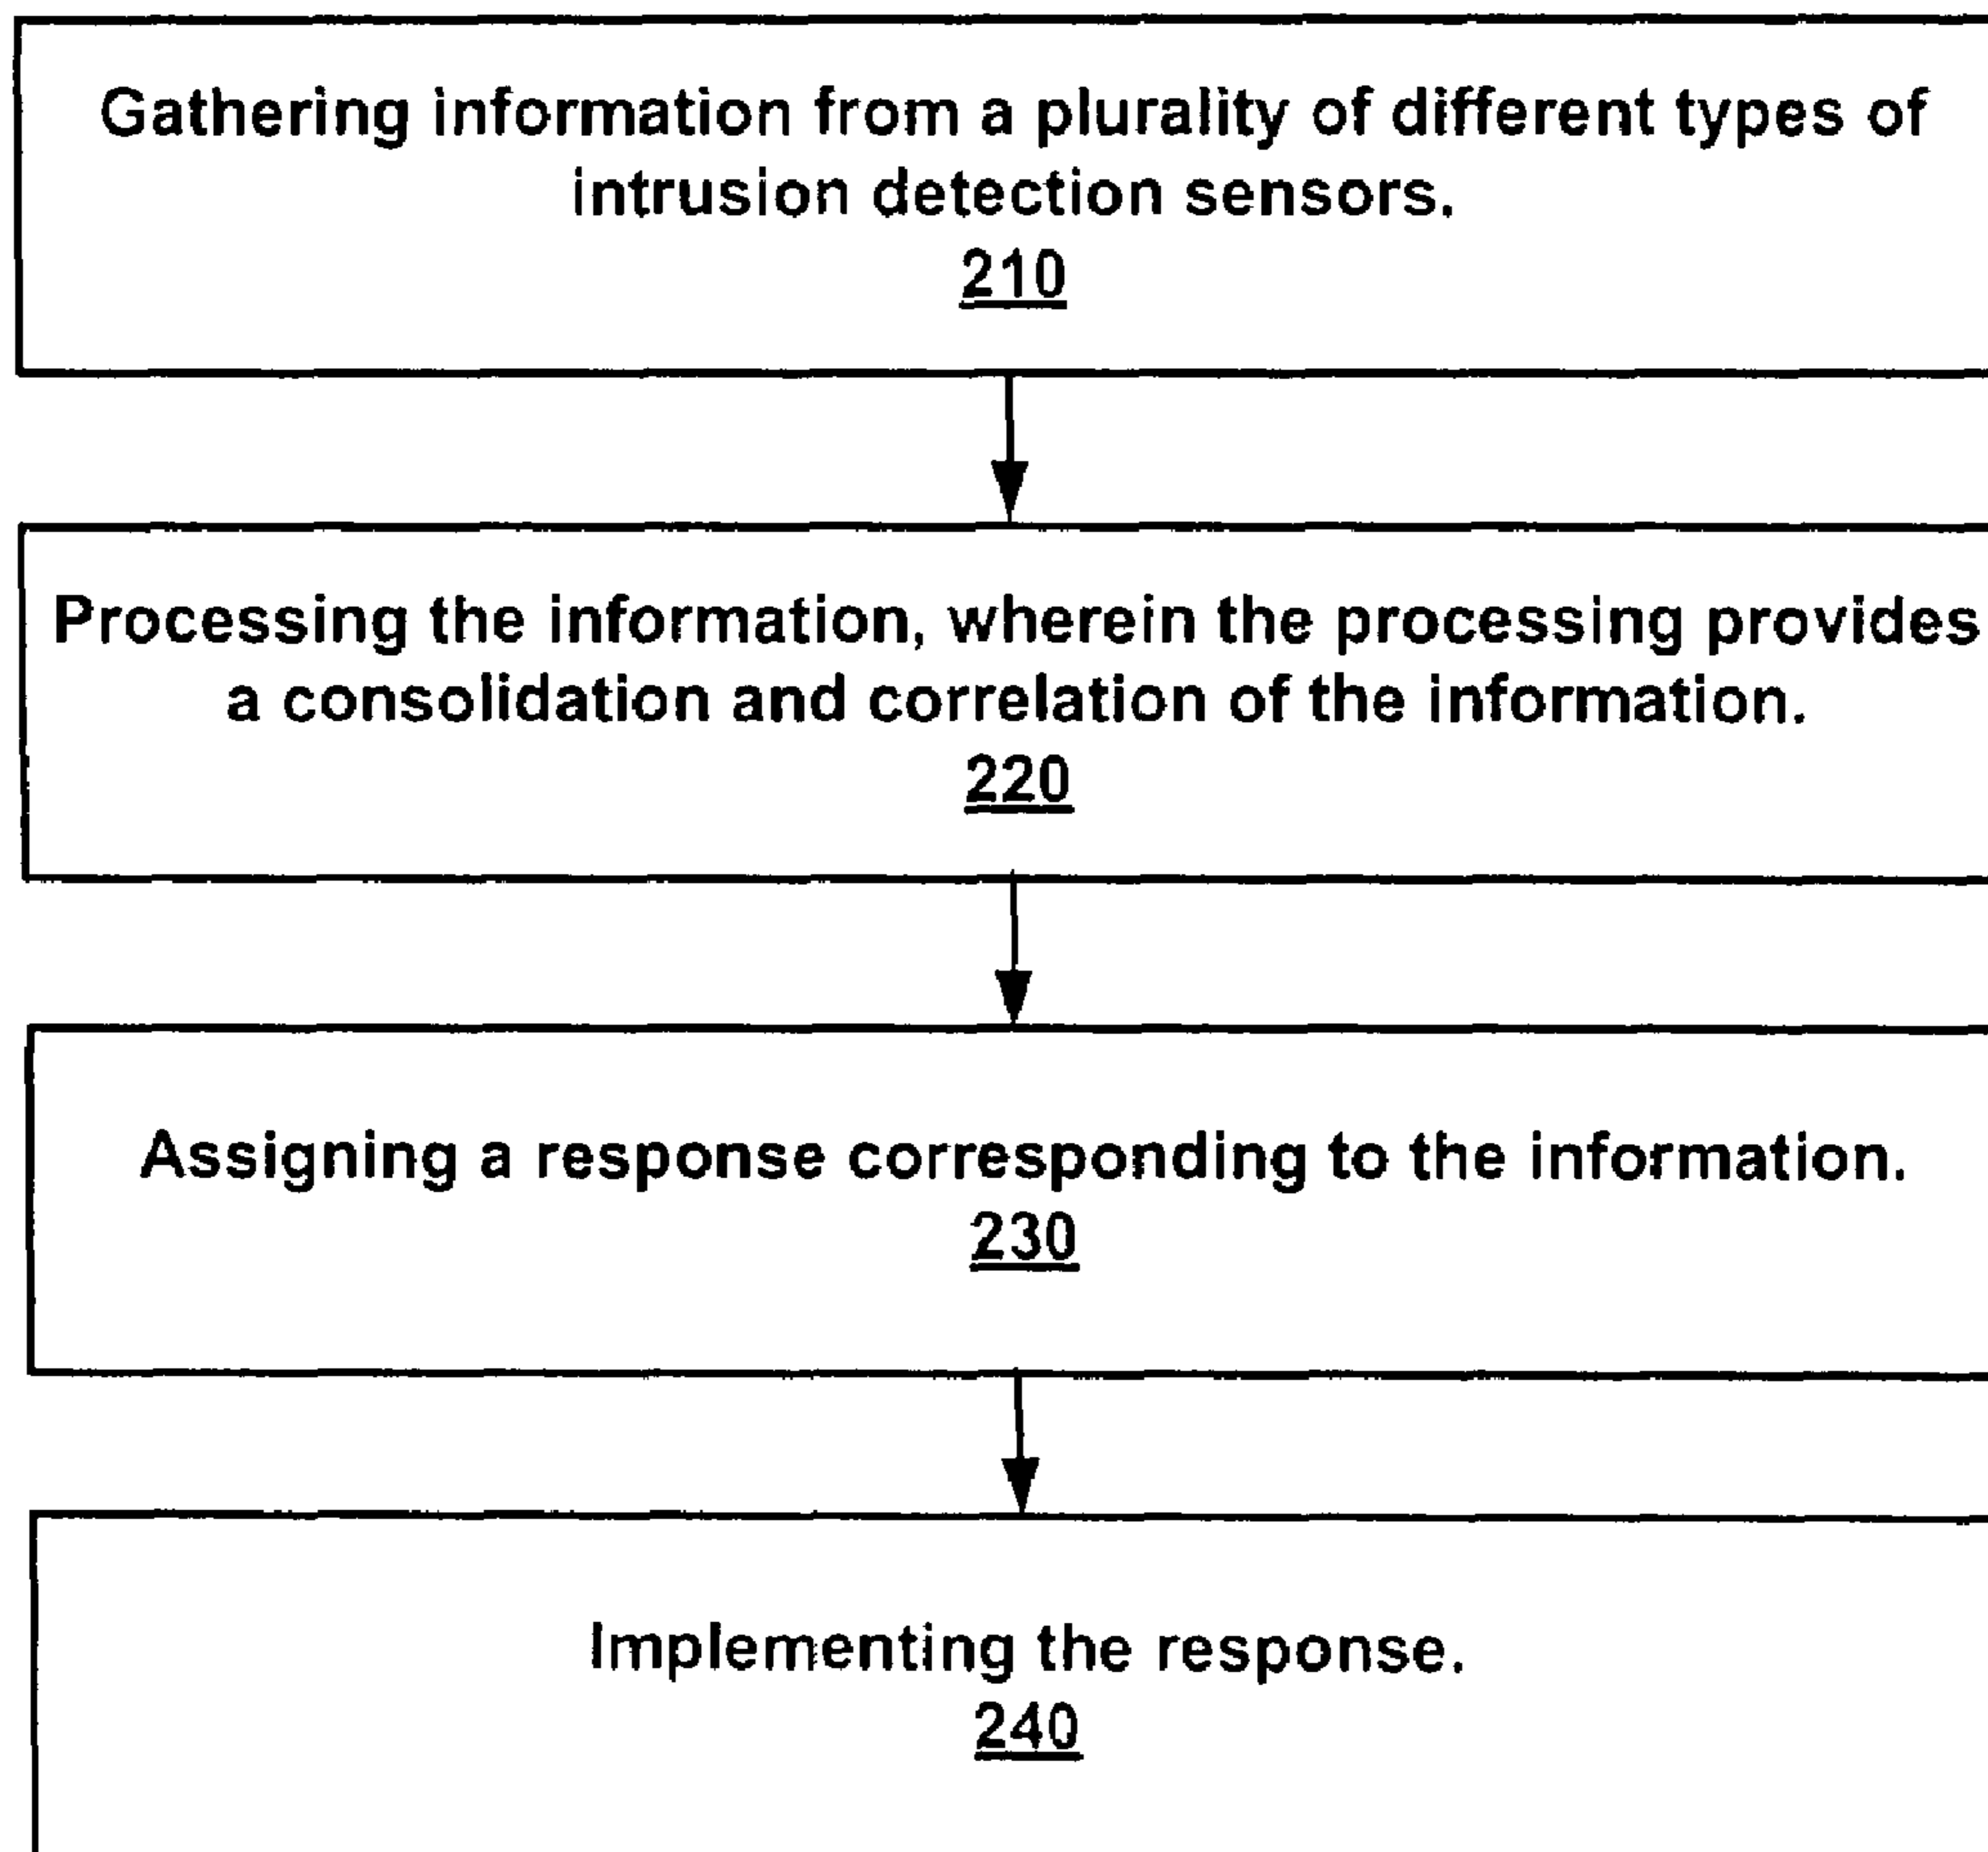 Gathering information from a plurality of different types of
intrusion detection sensors.
210
Processing the information, wherein the processing provides
a consolidation and correlation of the information.
220
Assigning a response corresponding to the information.
230
Implementing the response.
240